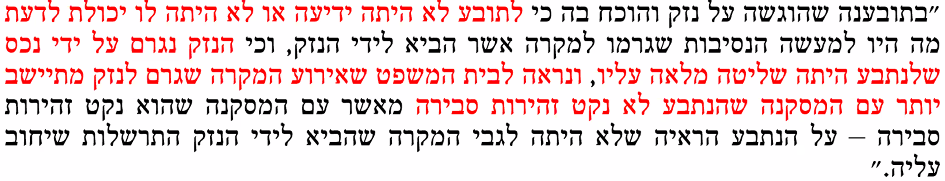 ״בתובענה שהוגשה על נזק והוכח בה כי לתובע לא היתה ידיעה או לא היתה לו יכולת לדעת
מה היו למעשה הנסיבות שגרמו למקרה אשר הביא לידי הנזק, וכי הנזק נגרם על ידי נכס
שלנתבע היתה שליטה מלאה עליו, ונראה לבית המשפט שאירוע המקרה שגרם לנזק מתיישב
יותר עם המסקנה שהנתבע לא נקט זהירות סבירה מאשר עם המסקנה שהוא נקט זהירות
סבירה – על הנתבע הראיה שלא היתה לגבי המקרה שהביא לידי הנזק התרשלות שיחוב
עליה.״